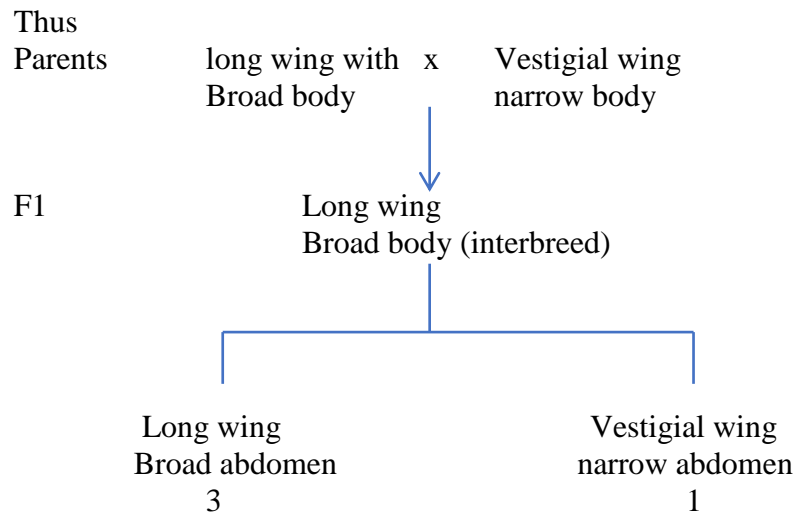 Thus
Parents long wing with x Vestigial wing
Broad body narrow body
F1 Long wing
Broad body (interbreed)
Long wing Vestigial wing
Broad abdomen narrow abdomen
3 1